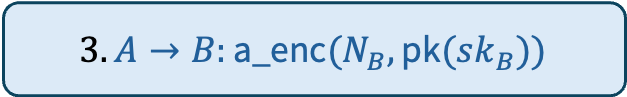 3. A → B: a_enc(N_B, pk(sk_B))